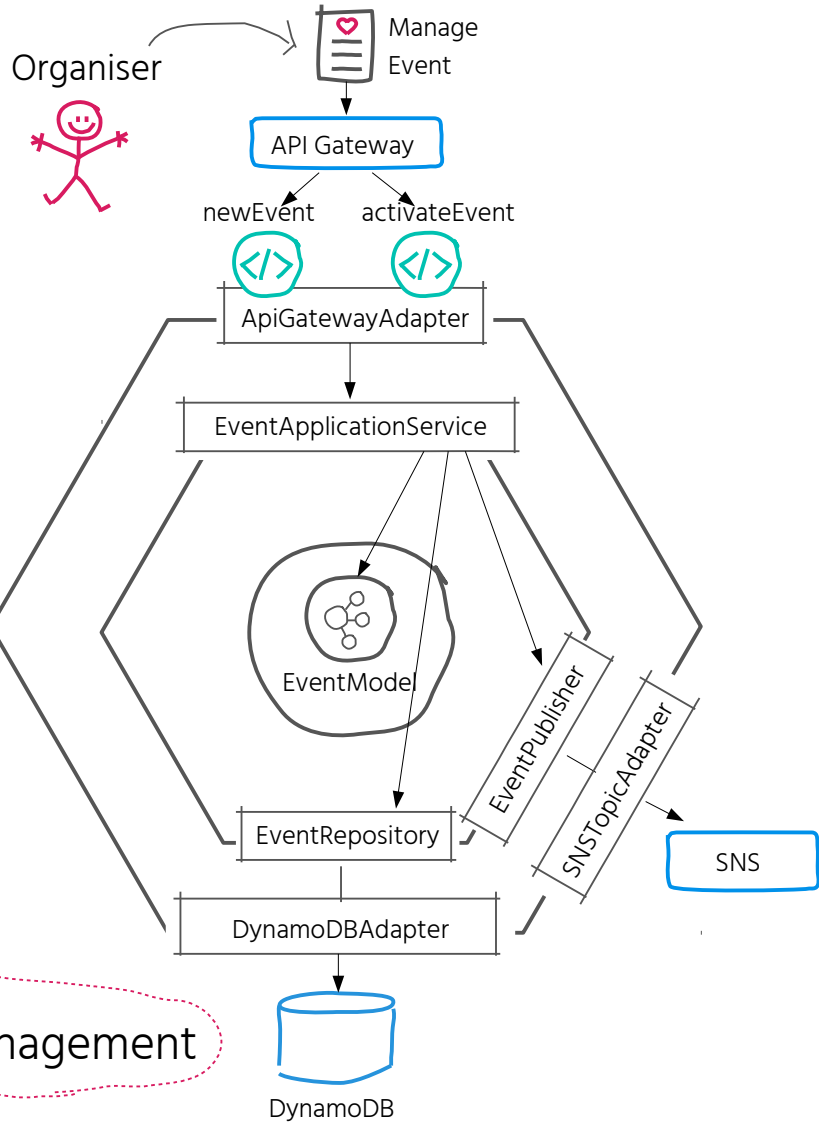 Manage
Event
Organiser
API Gateway
newEvent
activateEvent
</>
</>
ApiGatewayAdapter
EventApplicationService
EventModel
EventPublisher
SNSTopicAdapter
EventRepository
SNS
DynamoDBAdapter
nagement
DynamoDB